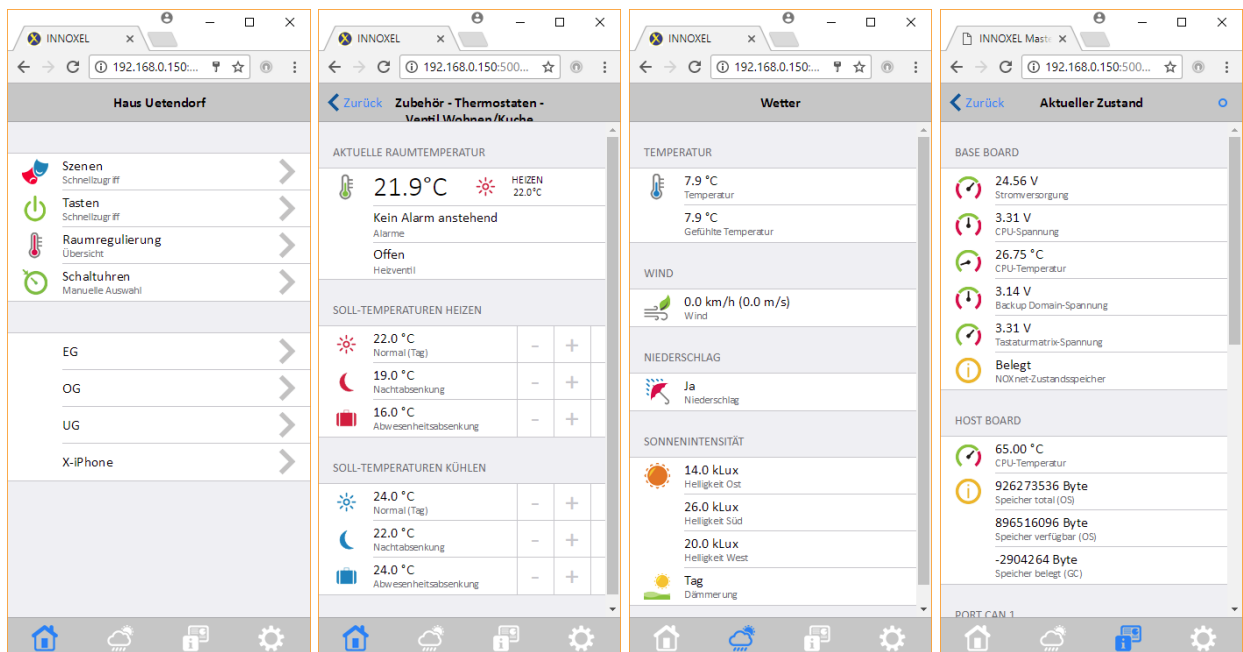 INNOXEL
192.168.0.150:...
Haus Uetendorf
Szenen
Schnellzugriff
Tasten
Schnellzugriff
Raumregulierung
Übersicht
Schaltuhren
Manuelle Auswahl
EG
OG
UG
X-iPhone
INNOXEL
192.168.0.150:500...
Zurück
Zubehör - Thermostaten -
Ventil Wohnen/Kuche
AKTUELLE RAUMTEMPERATUR
21.9°C
HEIZEN
22.0°C
Kein Alarm anstehend
Alarme
Offen
Heizventil
SOLL-TEMPERATUREN HEIZEN
22.0 °C
Normal (Tag)
- +
19.0 °C
Nachtabsenkung
- +
16.0 °C
Abwesenheitsabsenkung
- +
SOLL-TEMPERATUREN KÜHLEN
24.0 °C
Normal (Tag)
- +
22.0 °C
Nachtabsenkung
- +
24.0 °C
Abwesenheitsabsenkung
- +
INNOXEL
192.168.0.150:...
Wetter
TEMPERATUR
7.9 °C
Temperatur
7.9 °C
Gefühlte Temperatur
WIND
0.0 km/h (0.0 m/s)
Wind
NIEDERSCHLAG
Ja
Niederschlag
SONNENINTENSITÄT
14.0 kLux
Helligkeit Ost
26.0 kLux
Helligkeit Süd
20.0 kLux
Helligkeit West
Tag
Dämmerung
INNOXEL Maste
192.168.0.150:500...
Zurück
Aktueller Zustand
BASE BOARD
24.56 V
Stromversorgung
3.31 V
CPU-Spannung
26.75 °C
CPU-Temperatur
3.14 V
Backup Domain-Spannung
3.31 V
Tastaturmatrix-Spannung
Belegt
NOXnet-Zustandsspeicher
HOST BOARD
65.00 °C
CPU-Temperatur
926273536 Byte
Speicher total (OS)
896516096 Byte
Speicher verfügbar (OS)
-2904264 Byte
Speicher belegt (GC)
PORT CAN 1